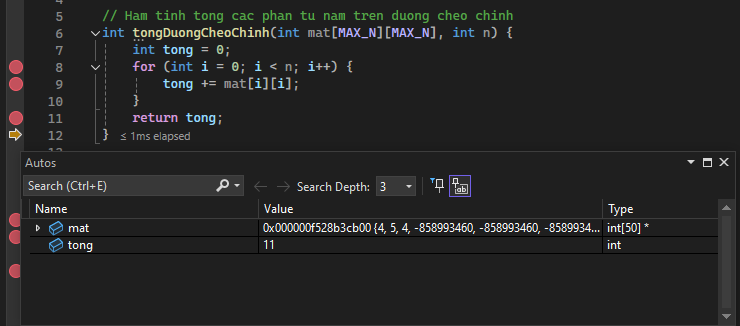 4
5 // Ham tinh tong cac phan tu nam tren duong cheo chinh
6 int tongDuongCheoChinh(int mat[MAX_N][MAX_N], int n) {
7 int tong = 0;
8 for (int i = 0; i < n; i++) {
9 tong += mat[i][i];
10 }
11 return tong;
12 } ≤ 1ms elapsed
Autos
Search (Ctrl+E) Search Depth: 3
Name Value Type
mat 0x000000f528b3cb00 {4, 5, 4, -858993460, -858993460, -8589934... int[50] *
tong 11 int